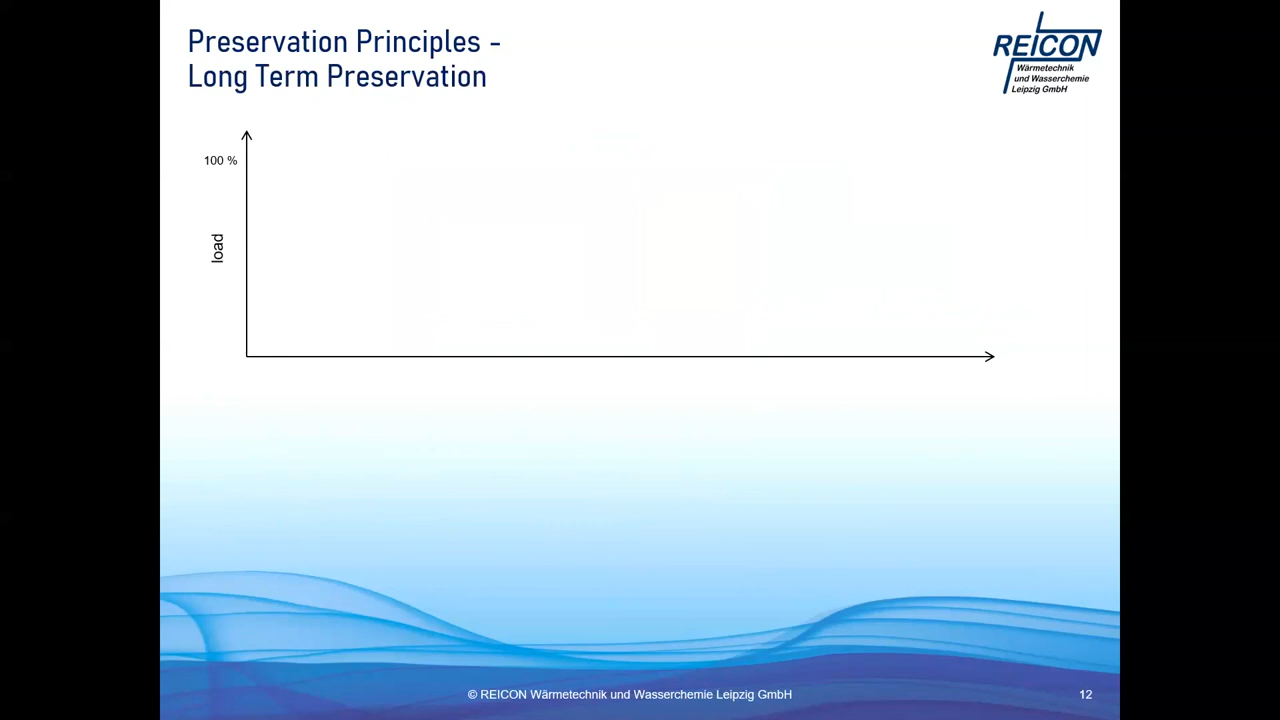 Preservation Principles -
Long Term Preservation
REICON
Wärmetechnik
und Wasserchemie
Leipzig GmbH
100 %
load
© REICON Wärmetechnik und Wasserchemie Leipzig GmbH
12